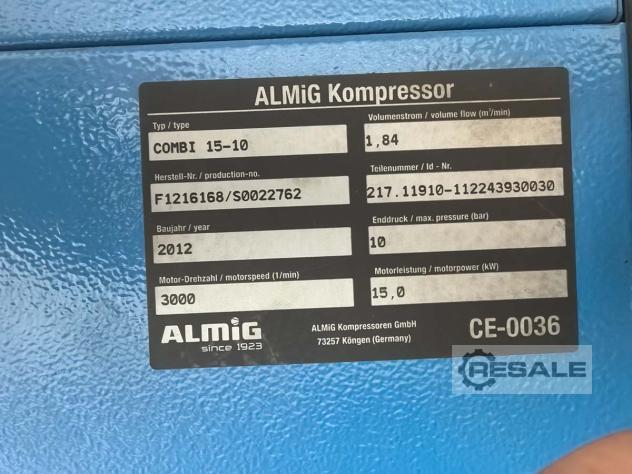 ALMiG Kompressor
Typ / type
COMBI 15-10
Volumenstrom / volume flow (m³/min)
1,84
Herstell-Nr. / production-no.
F1216168/S0022762
Teilenummer / Id - Nr.
217.11910-112243930030
Baujahr / year
2012
Enddruck / max. pressure (bar)
10
Motor-Drehzahl / motorspeed (1/min)
3000
Motorleistung / motorpower (kW)
15,0
ALMiG
since 1923
ALMiG Kompressoren GmbH
73257 Köngen (Germany)
CE-0036
RESALE